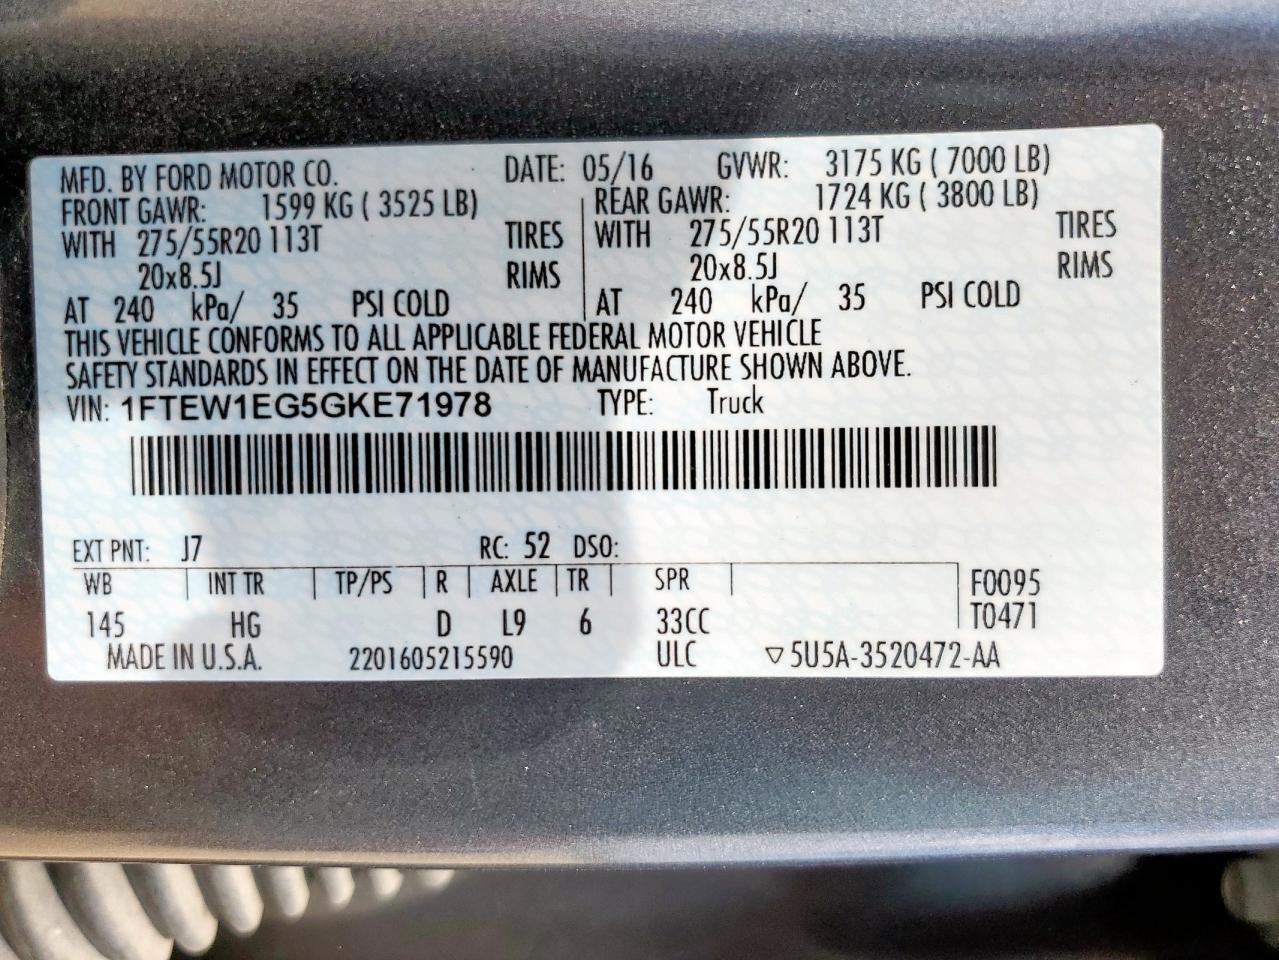 MFD. BY FORD MOTOR CO. DATE: 05/16 GVWR: 3175 KG ( 7000 LB)
FRONT GAWR: 1599 KG ( 3525 LB) REAR GAWR: 1724 KG ( 3800 LB)
WITH 275/55R20 113T TIRES WITH 275/55R20 113T TIRES
20x8.5J RIMS 20x8.5J RIMS
AT 240 kPa/ 35 PSI COLD AT 240 kPa/ 35 PSI COLD
THIS VEHICLE CONFORMS TO ALL APPLICABLE FEDERAL MOTOR VEHICLE
SAFETY STANDARDS IN EFFECT ON THE DATE OF MANUFACTURE SHOWN ABOVE.
VIN: 1FTEW1EG5GKE71978 TYPE: Truck
EXT PNT: J7 RC: 52 DSO:
WB INT TR TP/PS R AXLE TR SPR F0095
145 HG D L9 6 33CC T0471
MADE IN U.S.A. 2201605215590 ULC ▽5U5A-3520472-AA